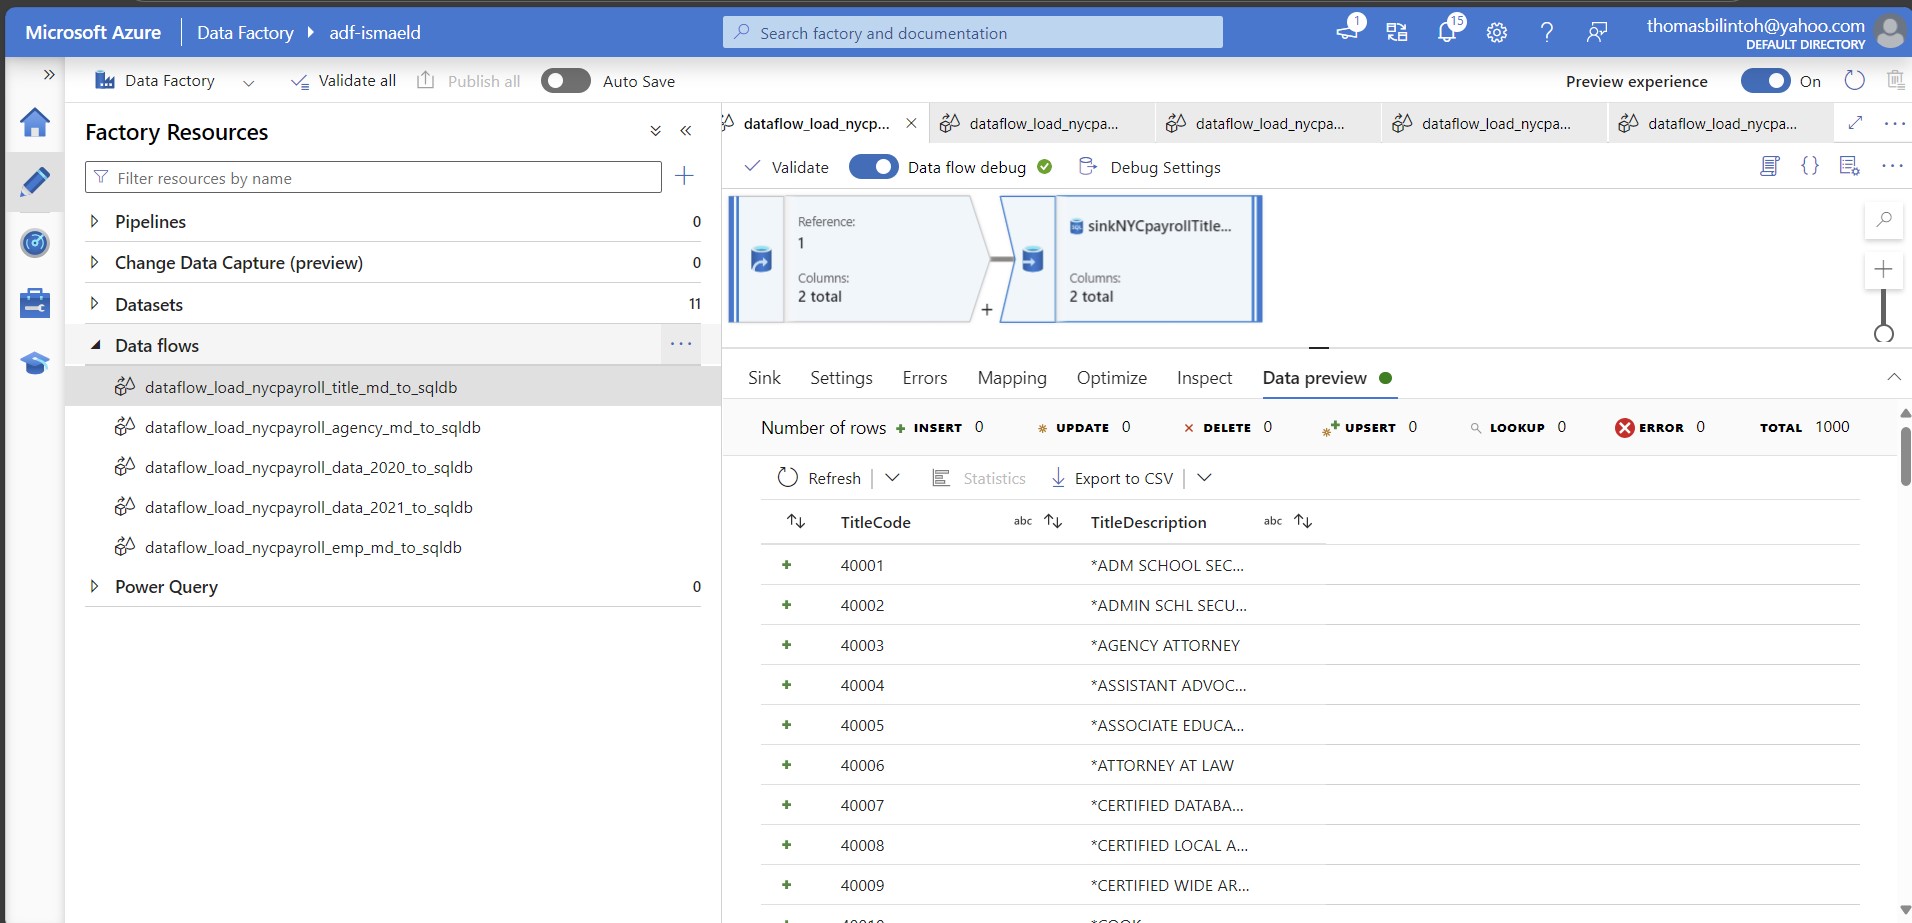 Microsoft Azure
Data Factory
adf-ismaeld
Search factory and documentation
1
15
thomasbilintoh@yahoo.com
DEFAULT DIRECTORY
Data Factory
Validate all
Publish all
Auto Save
Preview experience
On
Factory Resources
Filter resources by name
Pipelines 0
Change Data Capture (preview) 0
Datasets 11
Data flows
dataflow_load_nycpayroll_title_md_to_sqldb
dataflow_load_nycpayroll_agency_md_to_sqldb
dataflow_load_nycpayroll_data_2020_to_sqldb
dataflow_load_nycpayroll_data_2021_to_sqldb
dataflow_load_nycpayroll_emp_md_to_sqldb
Power Query 0
dataflow_load_nycp...
dataflow_load_nycpa...
dataflow_load_nycpa...
dataflow_load_nycpa...
dataflow_load_nycpa...
Validate
Data flow debug
Debug Settings
Reference:
1
Columns:
2 total
+
sinkNYCpayrollTitle...
Columns:
2 total
Sink Settings Errors Mapping Optimize Inspect Data preview
Number of rows INSERT 0 UPDATE 0 DELETE 0 UPSERT 0 LOOKUP 0 ERROR 0 TOTAL 1000
Refresh Statistics Export to CSV
TitleCode abc TitleDescription abc
40001 *ADM SCHOOL SEC...
40002 *ADMIN SCHL SECU...
40003 *AGENCY ATTORNEY
40004 *ASSISTANT ADVOC...
40005 *ASSOCIATE EDUCA...
40006 *ATTORNEY AT LAW
40007 *CERTIFIED DATABA...
40008 *CERTIFIED LOCAL A...
40009 *CERTIFIED WIDE AR...
40010 *COOK